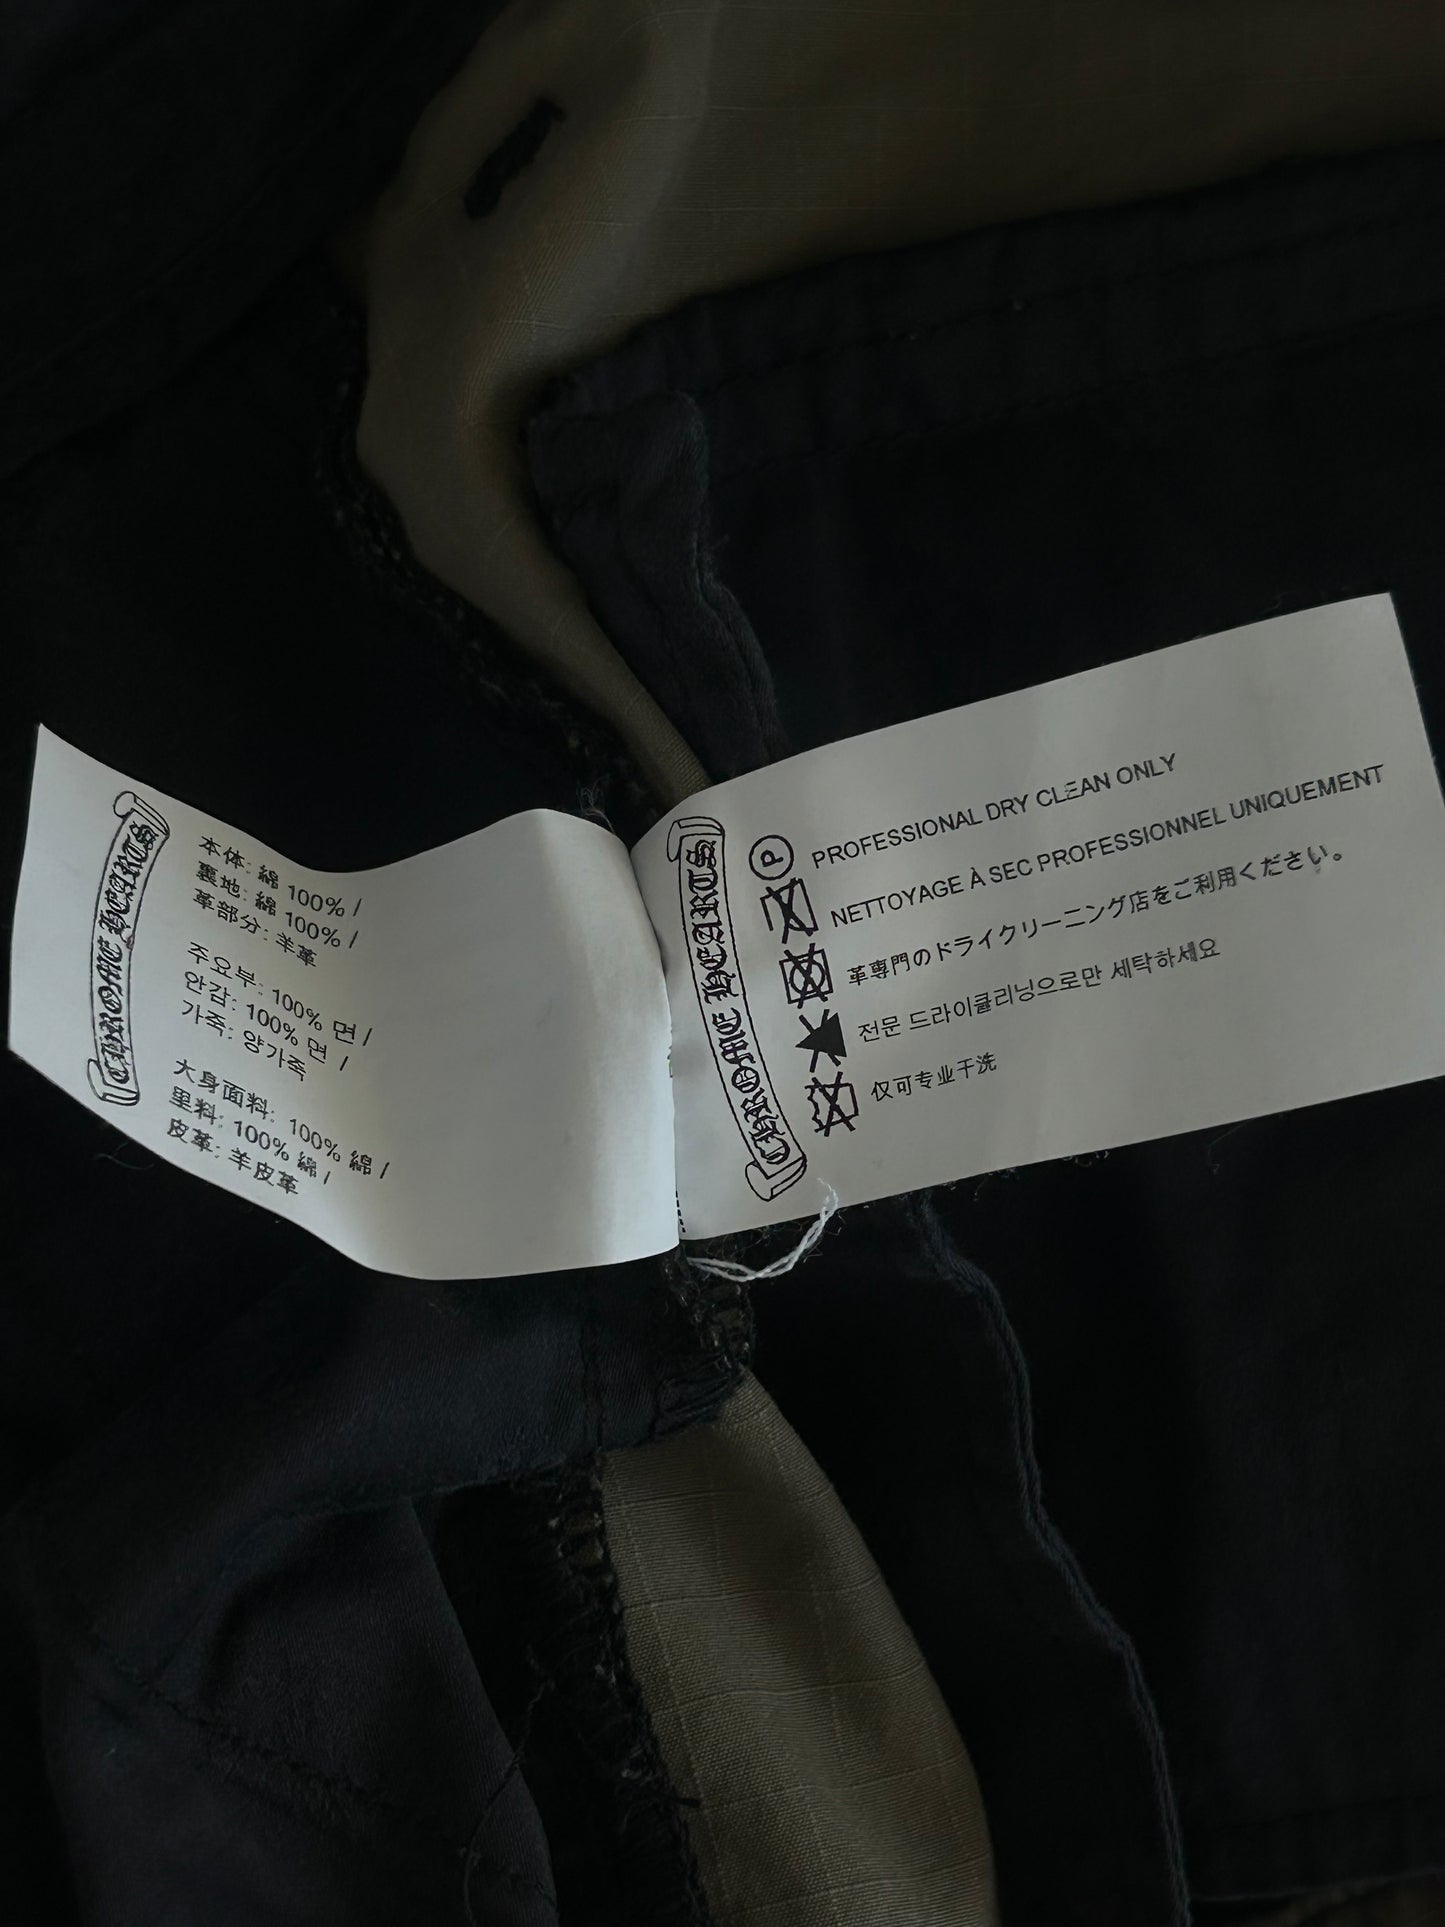 CHROME HEARTS
本体: 綿 100% /
裏地: 綿 100% /
革部分: 羊革
주요부: 100% 면 /
안감: 100% 면 /
가죽: 양가죽
大身面料: 100% 綿 /
里料: 100% 綿 /
皮革: 羊皮革
CHROME HEARTS
P
PROFESSIONAL DRY CLEAN ONLY
NETTOYAGE À SEC PROFESSIONNEL UNIQUEMENT
革専門のドライクリーニング店をご利用ください。
전문 드라이클리닝으로만 세탁하세요
仅可专业干洗